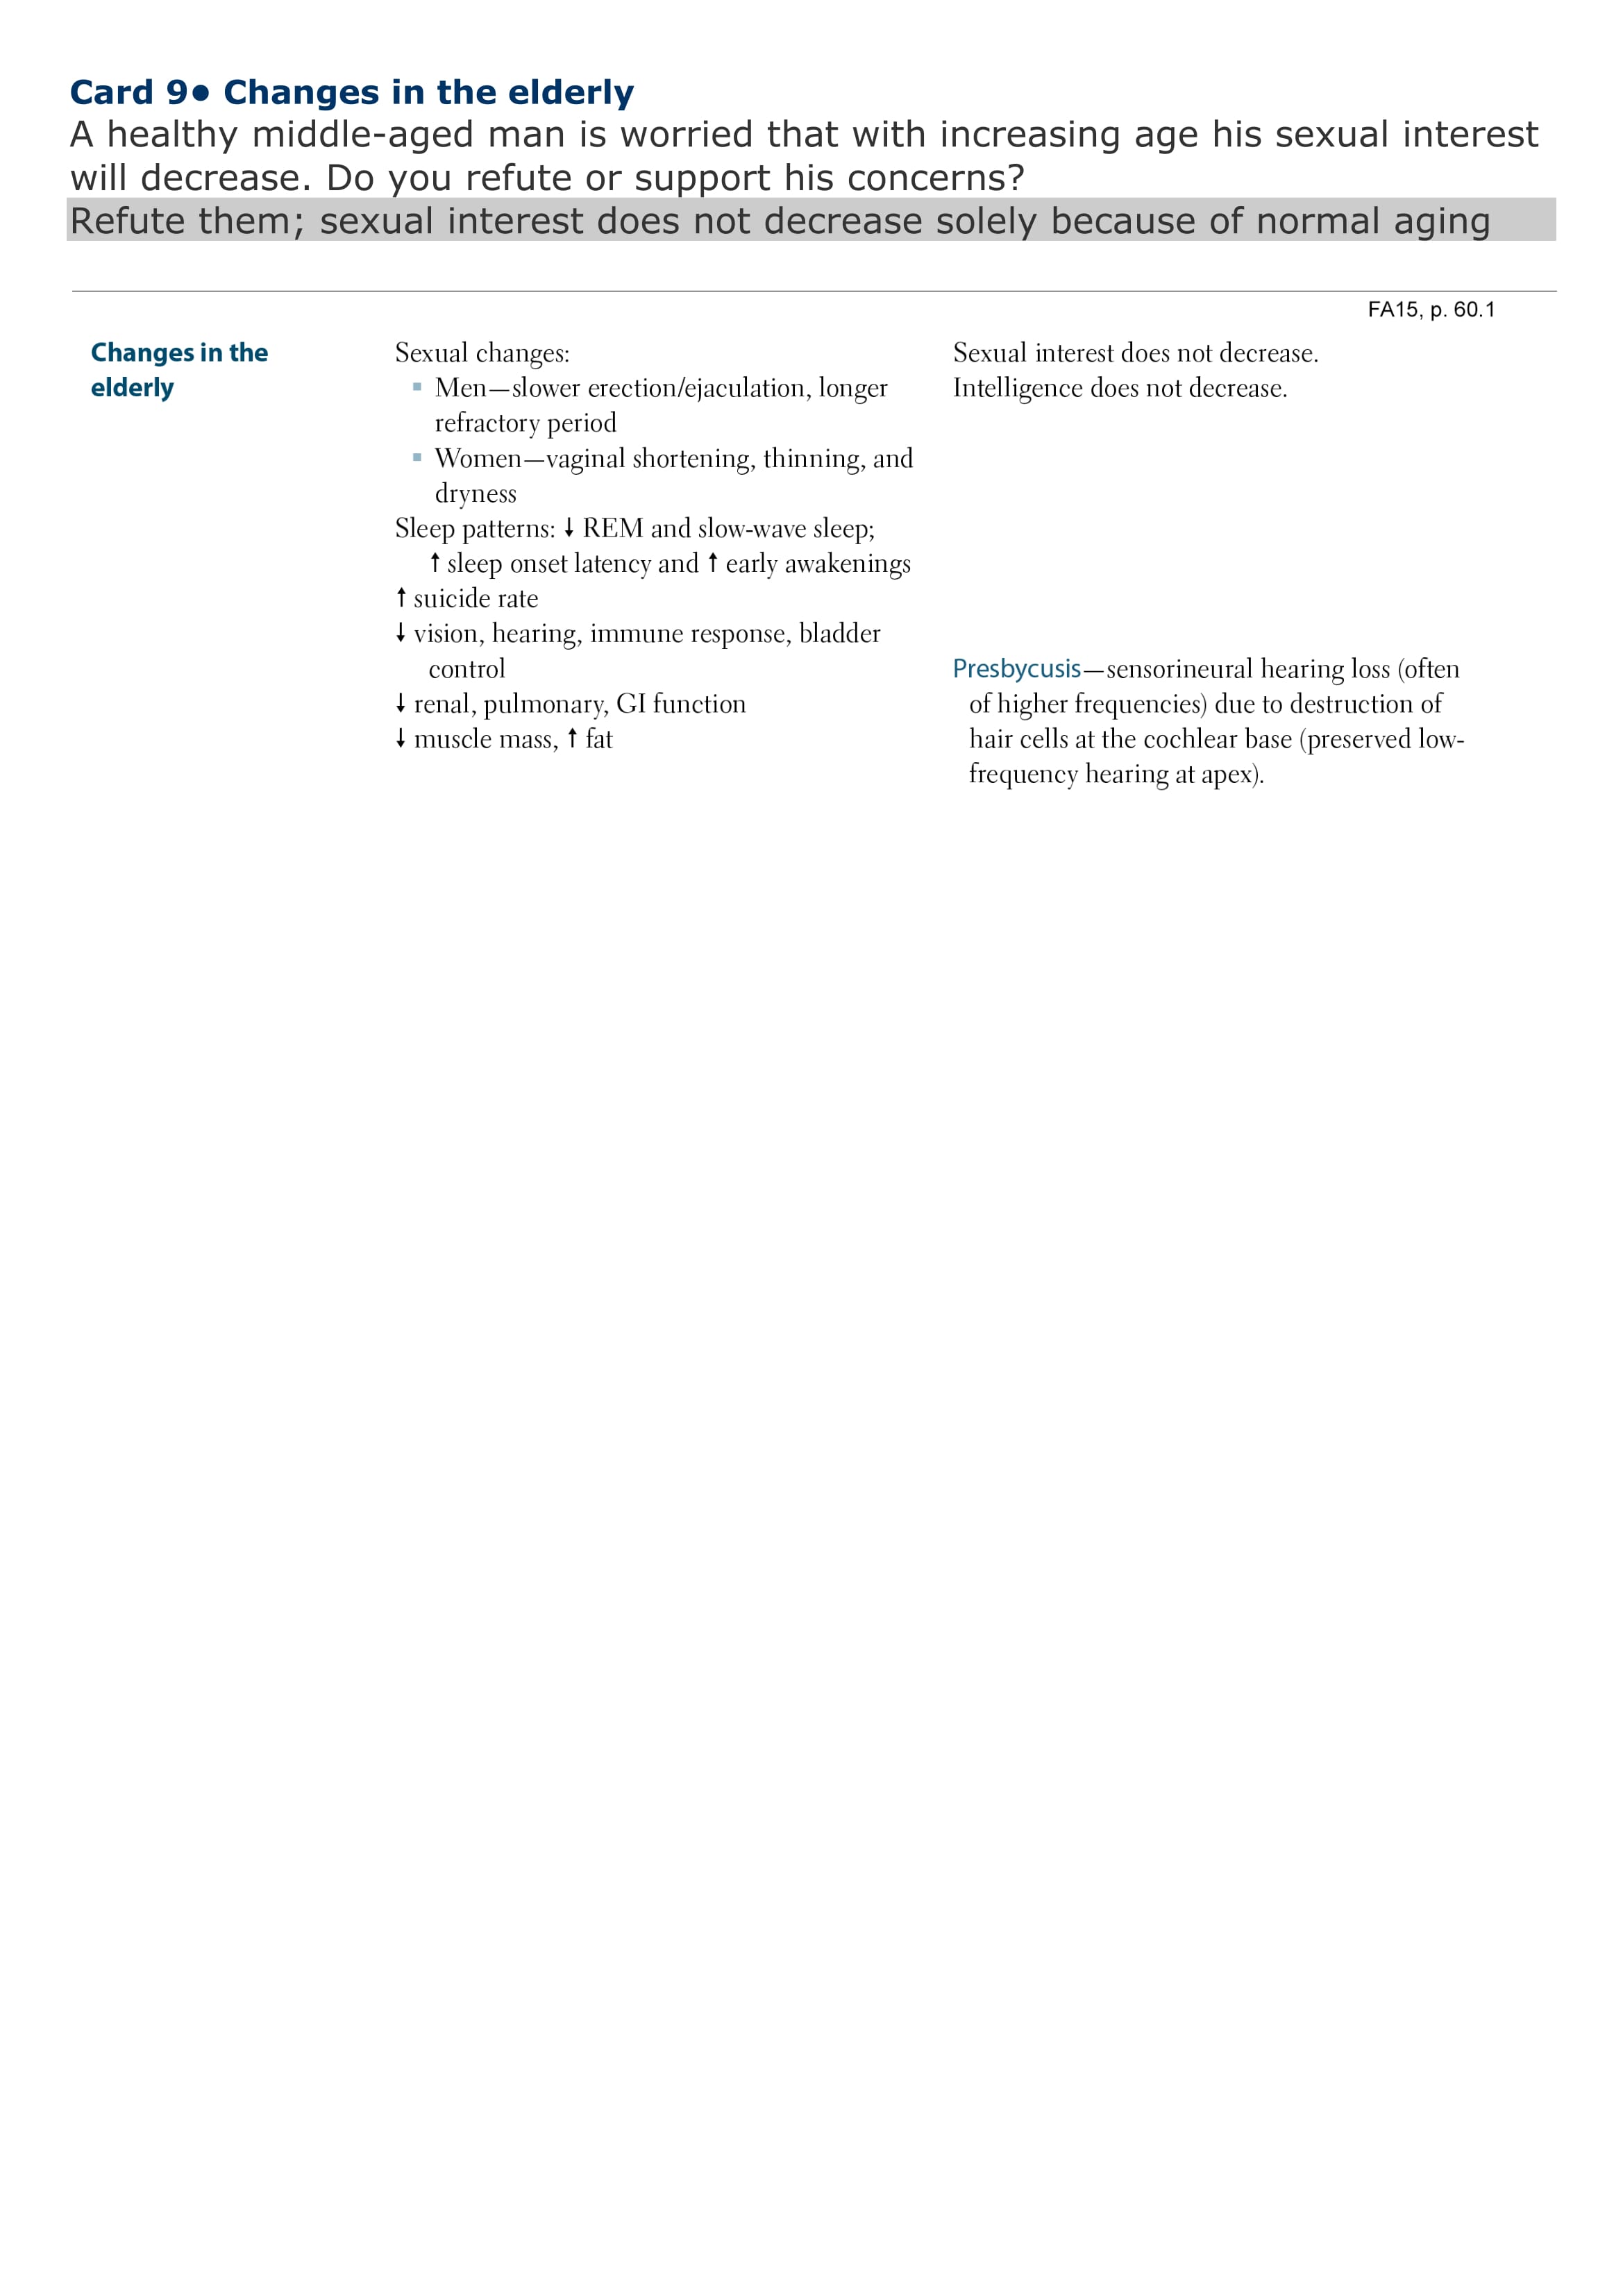 Card 9• Changes in the elderly
A healthy middle-aged man is worried that with increasing age his sexual interest
will decrease. Do you refute or support his concerns?
Refute them; sexual interest does not decrease solely because of normal aging
FA15, p. 60.1
Changes in the
elderly
Sexual changes:
▪ Men—slower erection/ejaculation, longer
refractory period
▪ Women—vaginal shortening, thinning, and
dryness
Sleep patterns: ↓ REM and slow-wave sleep;
↑ sleep onset latency and ↑ early awakenings
↑ suicide rate
↓ vision, hearing, immune response, bladder
control
↓ renal, pulmonary, GI function
↓ muscle mass, ↑ fat
Sexual interest does not decrease.
Intelligence does not decrease.
Presbycusis—sensorineural hearing loss (often
of higher frequencies) due to destruction of
hair cells at the cochlear base (preserved low-
frequency hearing at apex).